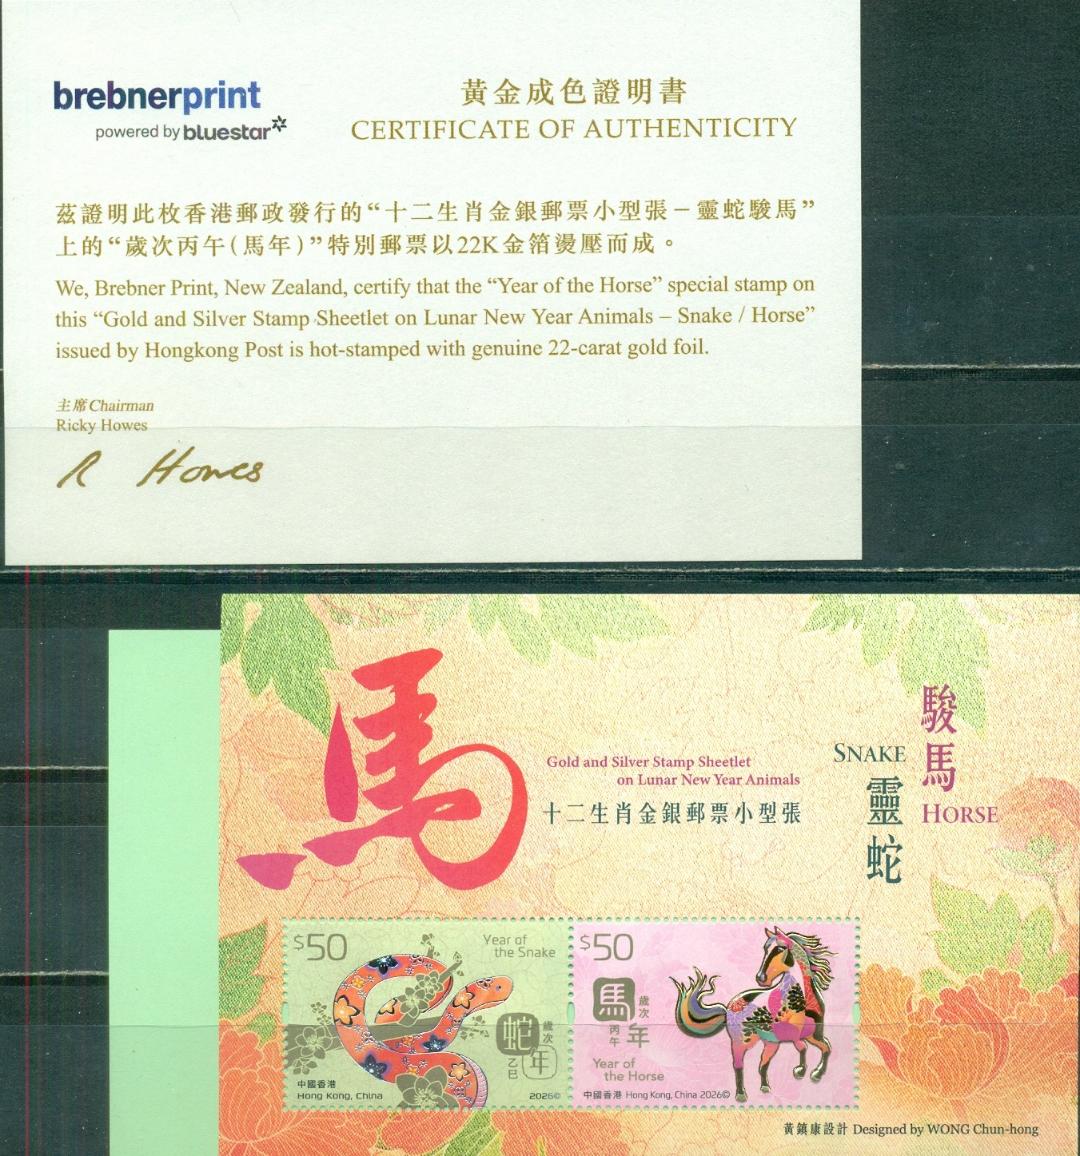 brebnerprint
powered by bluestar
黃金成色證明書
CERTIFICATE OF AUTHENTICITY
茲證明此枚香港郵政發行的“十二生肖金銀郵票小型張－靈蛇駿馬”
上的“歲次丙午(馬年)”特別郵票以22K金箔燙壓而成。
We, Brebner Print, New Zealand, certify that the “Year of the Horse” special stamp on
this “Gold and Silver Stamp Sheetlet on Lunar New Year Animals – Snake / Horse”
issued by Hongkong Post is hot-stamped with genuine 22-carat gold foil.
主席 Chairman
Ricky Howes
R Howes
馬
Gold and Silver Stamp Sheetlet
on Lunar New Year Animals
十二生肖金銀郵票小型張
SNAKE
靈蛇
駿馬
HORSE
$50
Year of
the Snake
蛇年
歲次
乙巳
中國香港
Hong Kong, China
2026©
$50
馬年
歲次
丙午
Year of
the Horse
中國香港 Hong Kong, China 2026©
黃鎮康設計 Designed by WONG Chun-hong